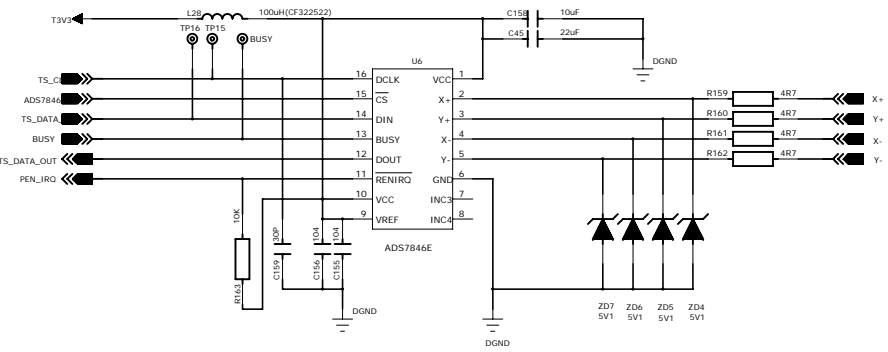 L28 100uH(CF322522) C158 10uF
T3V3
TP16 TP15 BUSY C45 22uF
DGND
U6
TS_CL 16 DCLK VCC 1
ADS7846 15 CS X+ 2 R159 4R7 X+
TS_DATA_ 14 DIN Y+ 3 R160 4R7 Y+
BUSY 13 BUSY X- 4 R161 4R7 X-
TS_DATA_OUT 12 DOUT Y- 5 R162 4R7 Y-
PEN_IRQ 11 RENIRQ GND 6
10 VCC INC3 7
9 VREF INC4 8
10K 30P 104 104
ADS7846E
R163 C159 C156 C155
DGND
ZD7 ZD6 ZD5 ZD4
5V1 5V1 5V1 5V1
DGND